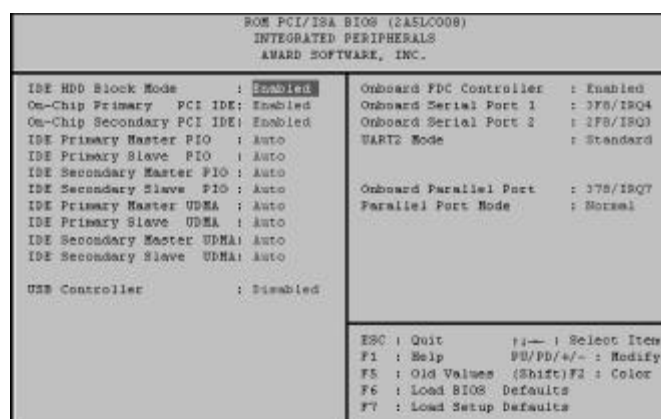 ROM PCI/ISA BIOS (2A5LC008)
INTEGRATED PERIPHERALS
AWARD SOFTWARE, INC.
IDE HDD Block Mode : Enabled
On-Chip Primary PCI IDE: Enabled
On-Chip Secondary PCI IDE: Enabled
IDE Primary Master PIO : Auto
IDE Primary Slave PIO : Auto
IDE Secondary Master PIO : Auto
IDE Secondary Slave PIO : Auto
IDE Primary Master UDMA : Auto
IDE Primary Slave UDMA : Auto
IDE Secondary Master UDMA: Auto
IDE Secondary Slave UDMA: Auto
USB Controller : Disabled
Onboard FDC Controller : Enabled
Onboard Serial Port 1 : 3F8/IRQ4
Onboard Serial Port 2 : 2F8/IRQ3
UART2 Mode : Standard
Onboard Parallel Port : 378/IRQ7
Parallel Port Mode : Normal
ESC : Quit ↑↓→← : Select Item
F1 : Help PU/PD/+/- : Modify
F5 : Old Values (Shift)F2 : Color
F6 : Load BIOS Defaults
F7 : Load Setup Defaults